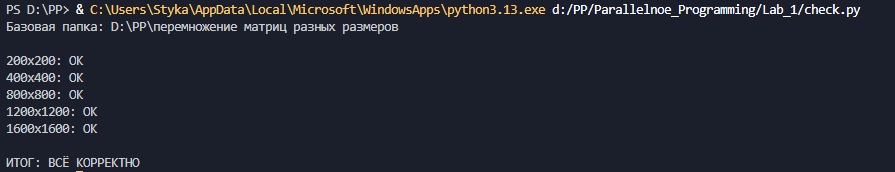 PS D:\PP> & C:\Users\Styka\AppData\Local\Microsoft\WindowsApps\python3.13.exe d:/PP/Parallelnoe_Programming/Lab_1/check.py
Базовая папка: D:\PP\перемножение матриц разных размеров
200x200: OK
400x400: OK
800x800: OK
1200x1200: OK
1600x1600: OK
ИТОГ: ВСЁ КОРРЕКТНО